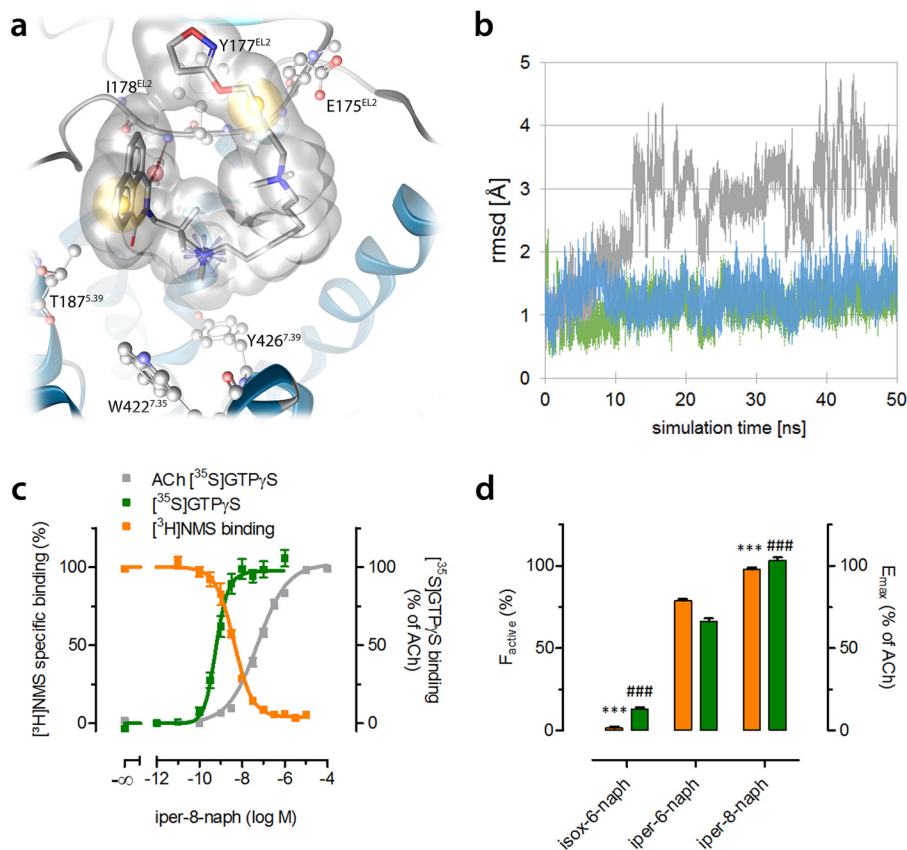 a
Y177EL2
I178EL2
E175EL2
T1875.39
Y4267.39
W4227.35
b
rmsd [Å]
5
4
3
2
1
0
0 10 20 30 40 50
simulation time [ns]
c
ACh [35S]GTPγS
[35S]GTPγS
[3H]NMS binding
[3H]NMS specific binding (%)
100
50
0
[35S]GTPγS binding
(% of ACh)
100
50
0
-∞ -12 -10 -8 -6 -4
iper-8-naph (log M)
d
Factive (%)
100
50
0
*** ###
*** ###
Emax (% of ACh)
100
50
0
isox-6-naph
iper-6-naph
iper-8-naph